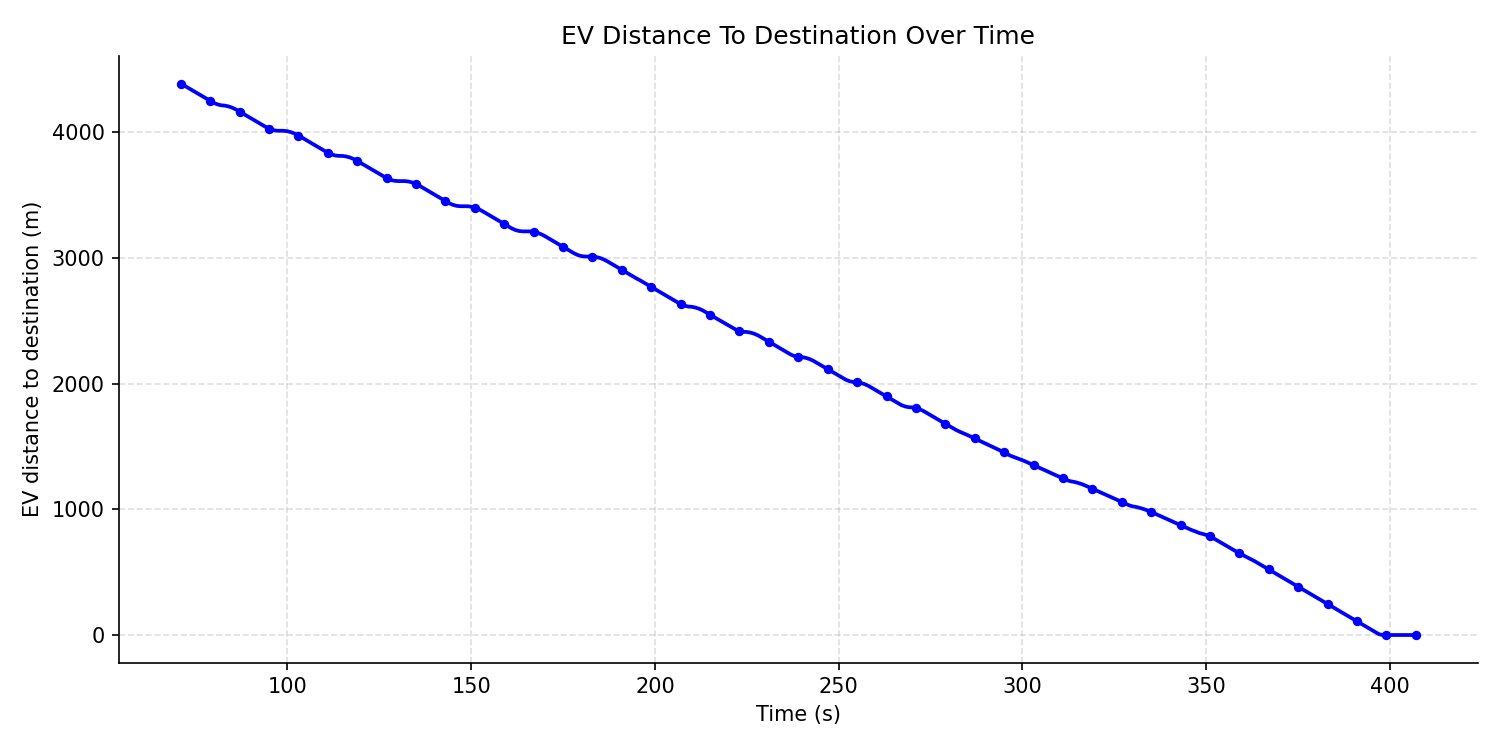 EV Distance To Destination Over Time
EV distance to destination (m)
4000
3000
2000
1000
0
100 150 200 250 300 350 400
Time (s)